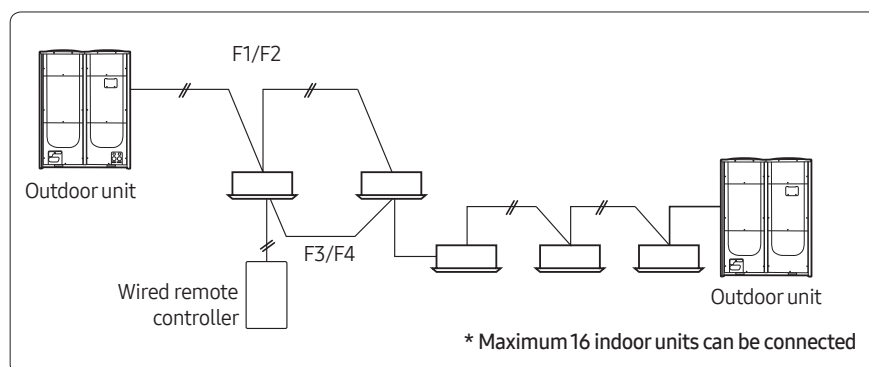 F1/F2
Outdoor unit
F3/F4
Wired remote
controller
Outdoor unit
* Maximum 16 indoor units can be connected